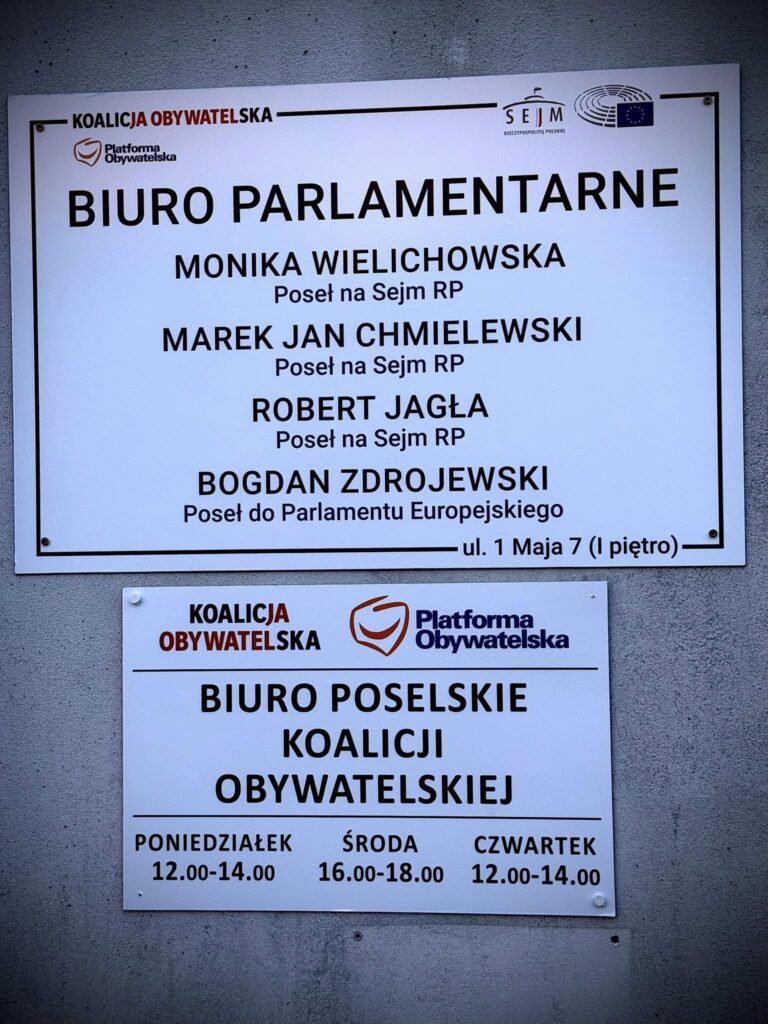 KOALICJA OBYWATELSKA
Platforma
Obywatelska
SEJM
RZECZYPOSPOLITEJ POLSKIEJ
BIURO PARLAMENTARNE
MONIKA WIELICHOWSKA
Poseł na Sejm RP
MAREK JAN CHMIELEWSKI
Poseł na Sejm RP
ROBERT JAGŁA
Poseł na Sejm RP
BOGDAN ZDROJEWSKI
Poseł do Parlamentu Europejskiego
ul. 1 Maja 7 (I piętro)
KOALICJA
OBYWATELSKA
Platforma
Obywatelska
BIURO POSELSKIE
KOALICJI
OBYWATELSKIEJ
PONIEDZIAŁEK ŚRODA CZWARTEK
12.00-14.00 16.00-18.00 12.00-14.00